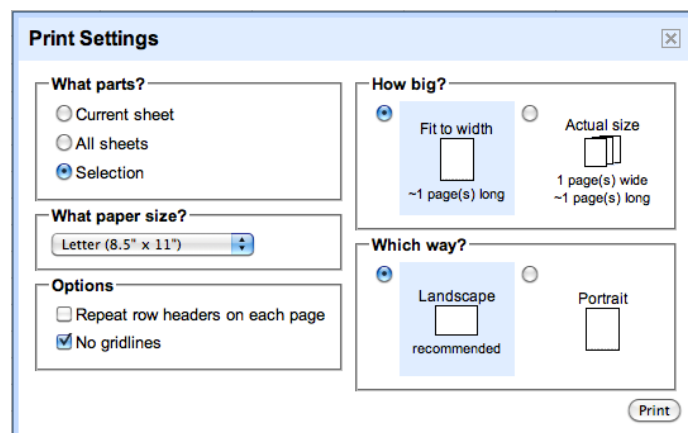 Print Settings
What parts?
Current sheet
All sheets
Selection
What paper size?
Letter (8.5" x 11")
Options
Repeat row headers on each page
No gridlines
How big?
Fit to width
~1 page(s) long
Actual size
1 page(s) wide
~1 page(s) long
Which way?
Landscape
recommended
Portrait
Print